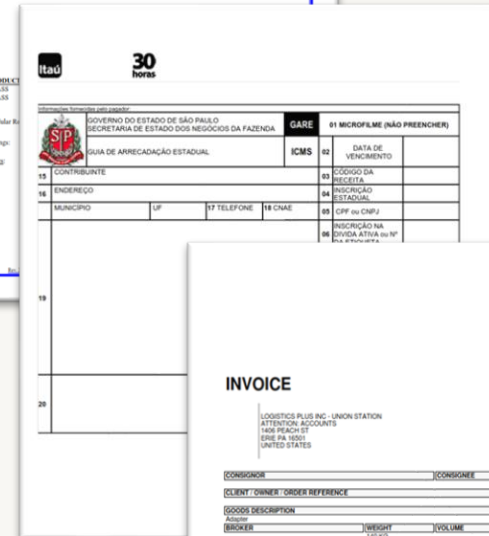 Itaú
30
horas
Informações fornecidas pelo pagador
SP
GOVERNO DO ESTADO DE SÃO PAULO
SECRETARIA DE ESTADO DOS NEGÓCIOS DA FAZENDA
GARE
01 MICROFILME (NÃO PREENCHER)
GUIA DE ARRECADAÇÃO ESTADUAL
ICMS
02 DATA DE
VENCIMENTO
15 CONTRIBUINTE
03 CÓDIGO DA
RECEITA
16 ENDEREÇO
04 INSCRIÇÃO
ESTADUAL
MUNICÍPIO
UF
17 TELEFONE
18 CNAE
05 CPF ou CNPJ
06 INSCRIÇÃO NA
DIVIDA ATIVA ou Nº
DA ETIQUETA
19
20
INVOICE
LOGISTICS PLUS INC - UNION STATION
ATTENTION: ACCOUNTS
1406 PEACH ST
ERIE PA 16501
UNITED STATES
CONSIGNOR
CONSIGNEE
CLIENT / OWNER / ORDER REFERENCE
GOODS DESCRIPTION
Adapter
BROKER
WEIGHT
VOLUME